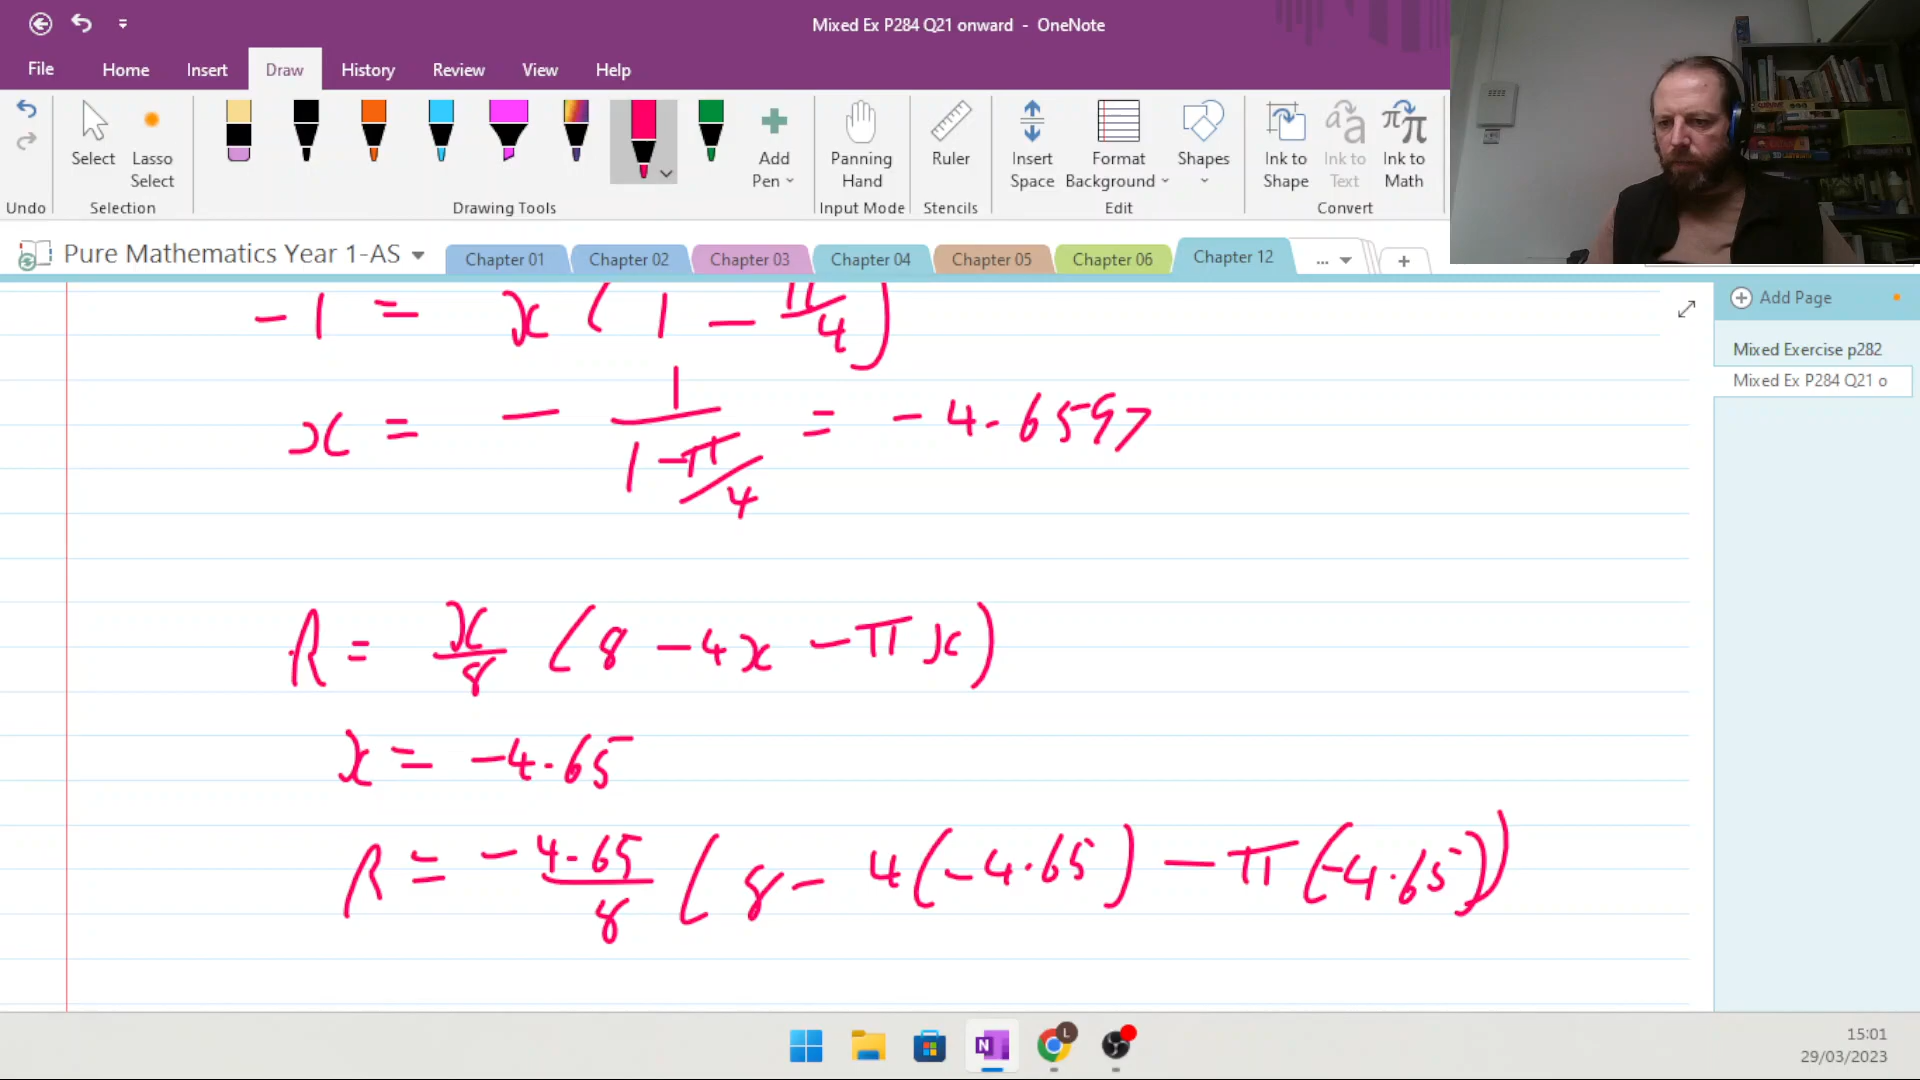 Mixed Ex P284 Q21 onward - OneNote
File Home Insert Draw History Review View Help
Select Lasso Select Add Pen Panning Hand Ruler Insert Space Format Background Shapes Ink to Shape Ink to Text Ink to Math
Undo Selection Drawing Tools Input Mode Stencils Edit Convert
Pure Mathematics Year 1-AS Chapter 01 Chapter 02 Chapter 03 Chapter 04 Chapter 05 Chapter 06 Chapter 12 ... +
Add Page
Mixed Exercise p282
Mixed Ex P284 Q21 o
-1 = x(1 - π/4)
x = - 1/(1-π/4) = -4.6597
R = x/8 (8 - 4x - πx)
x = -4.65
R = -4.65/8 (8 - 4(-4.65) - π(-4.65))
15:01
29/03/2023